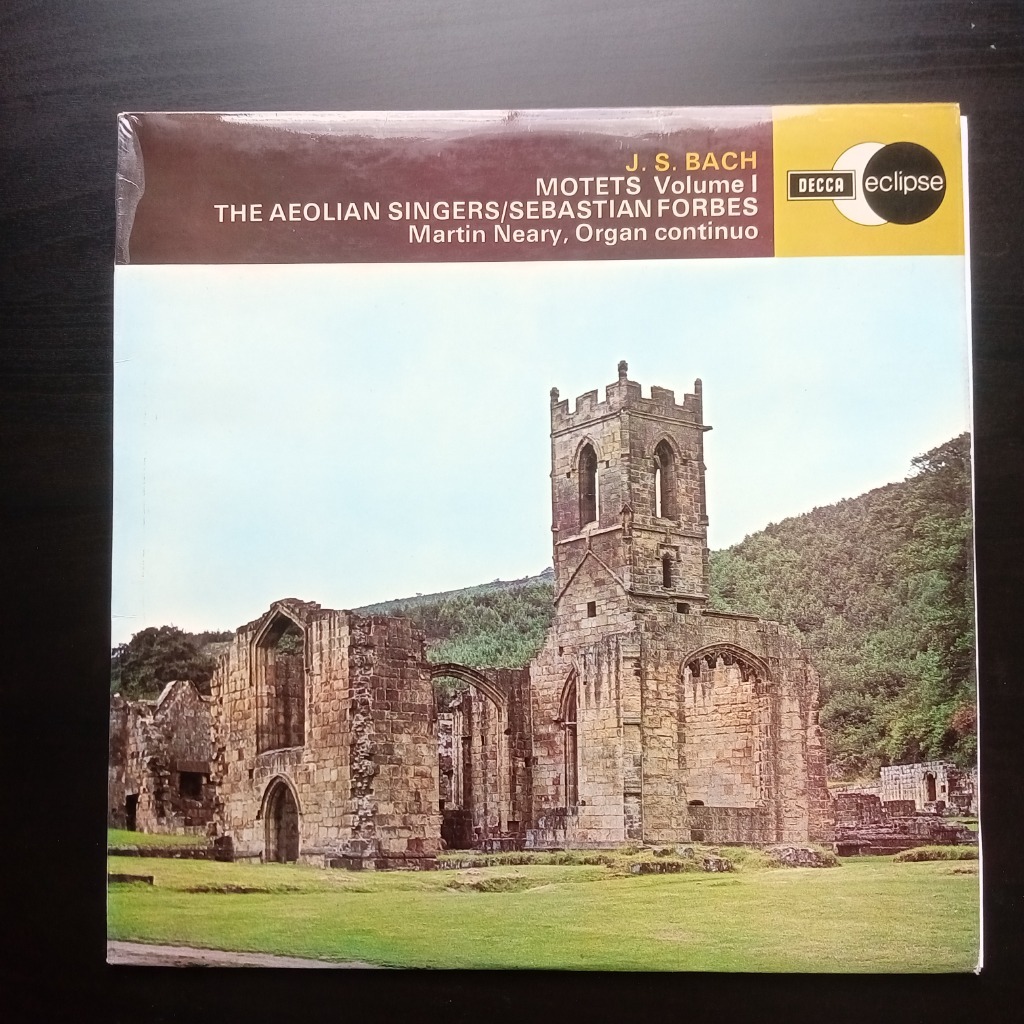 J. S. BACH
MOTETS Volume I
THE AEOLIAN SINGERS/SEBASTIAN FORBES
Martin Neary, Organ continuo
DECCA eclipse